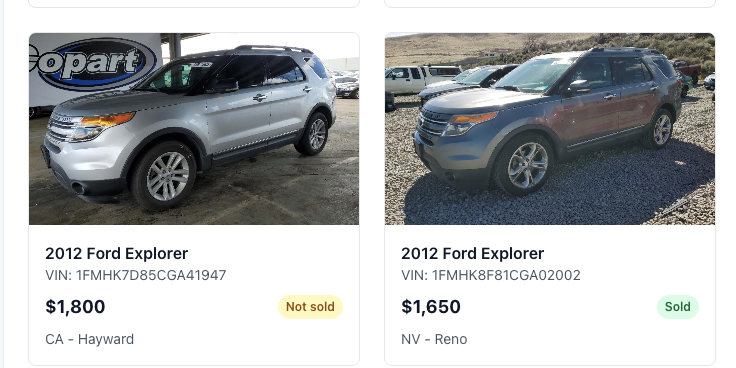 Copart
2012 Ford Explorer
VIN: 1FMHK7D85CGA41947
$1,800
Not sold
CA - Hayward
2012 Ford Explorer
VIN: 1FMHK8F81CGA02002
$1,650
Sold
NV - Reno